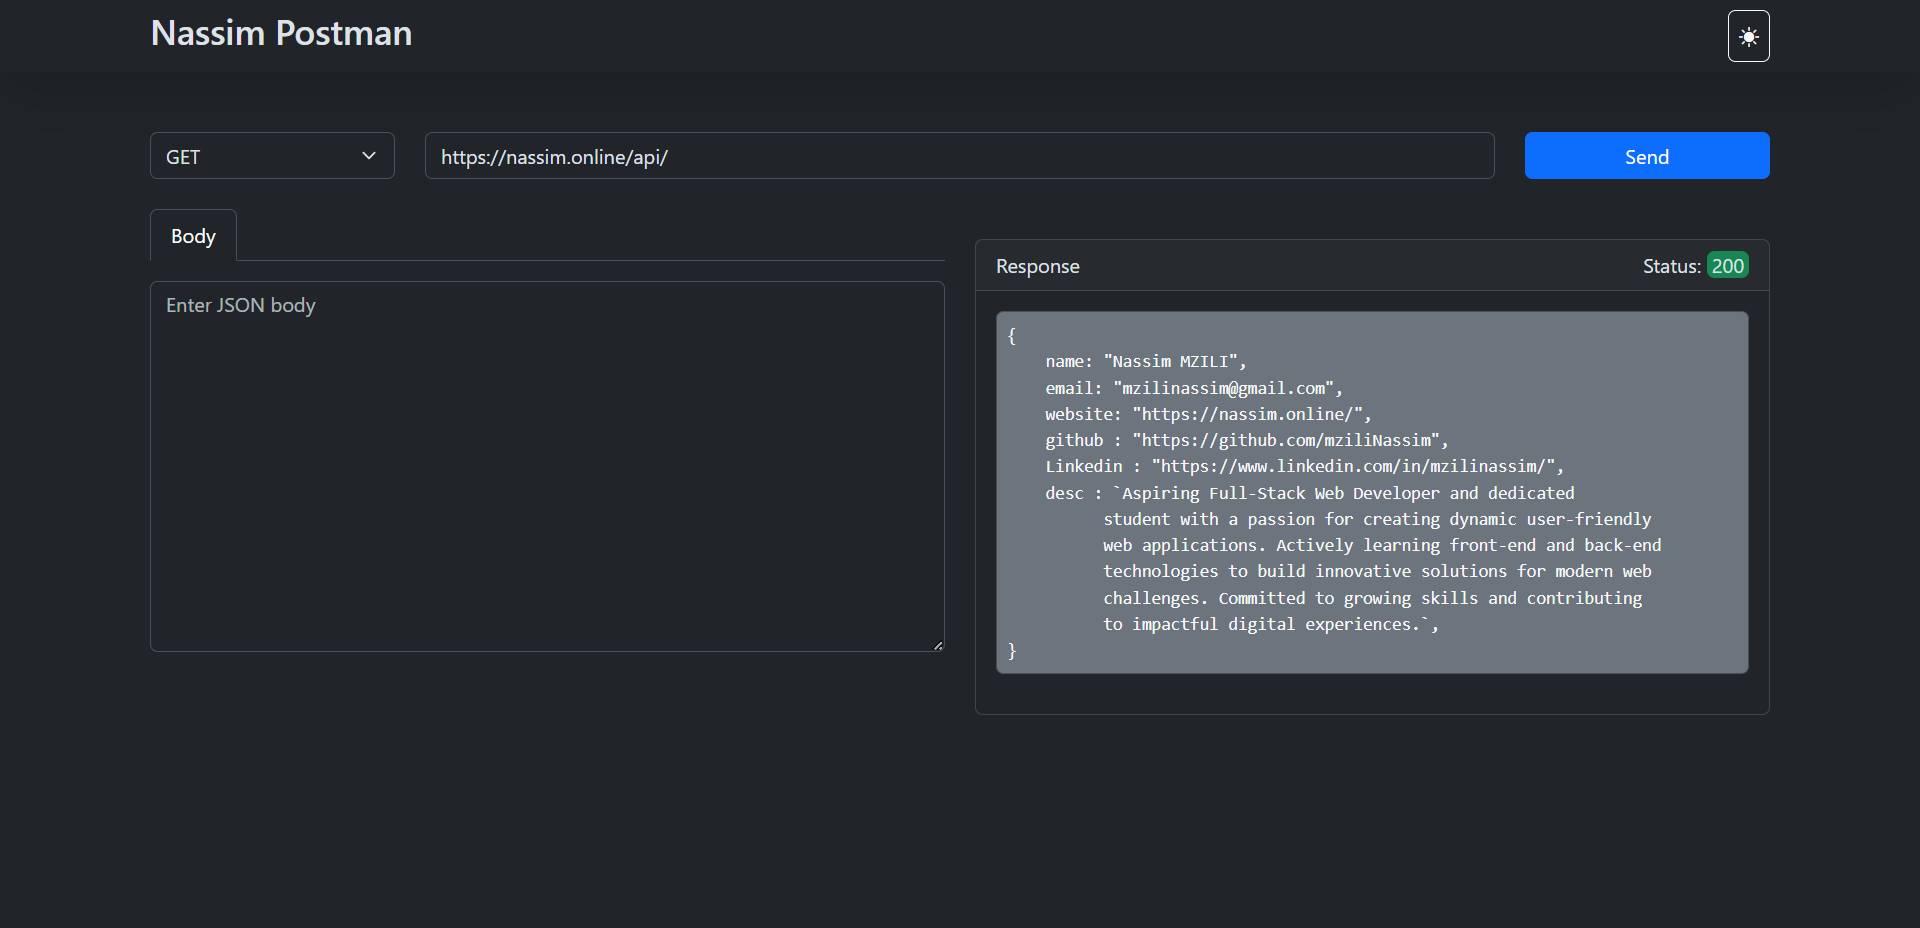 Nassim Postman
GET
https://nassim.online/api/
Send
Body
Enter JSON body
Response
Status: 200
{
    name: "Nassim MZILI",
    email: "mzilinassim@gmail.com",
    website: "https://nassim.online/",
    github : "https://github.com/mziliNassim",
    Linkedin : "https://www.linkedin.com/in/mzilinassim/",
    desc : `Aspiring Full-Stack Web Developer and dedicated
          student with a passion for creating dynamic user-friendly
          web applications. Actively learning front-end and back-end
          technologies to build innovative solutions for modern web
          challenges. Committed to growing skills and contributing
          to impactful digital experiences.`,
}